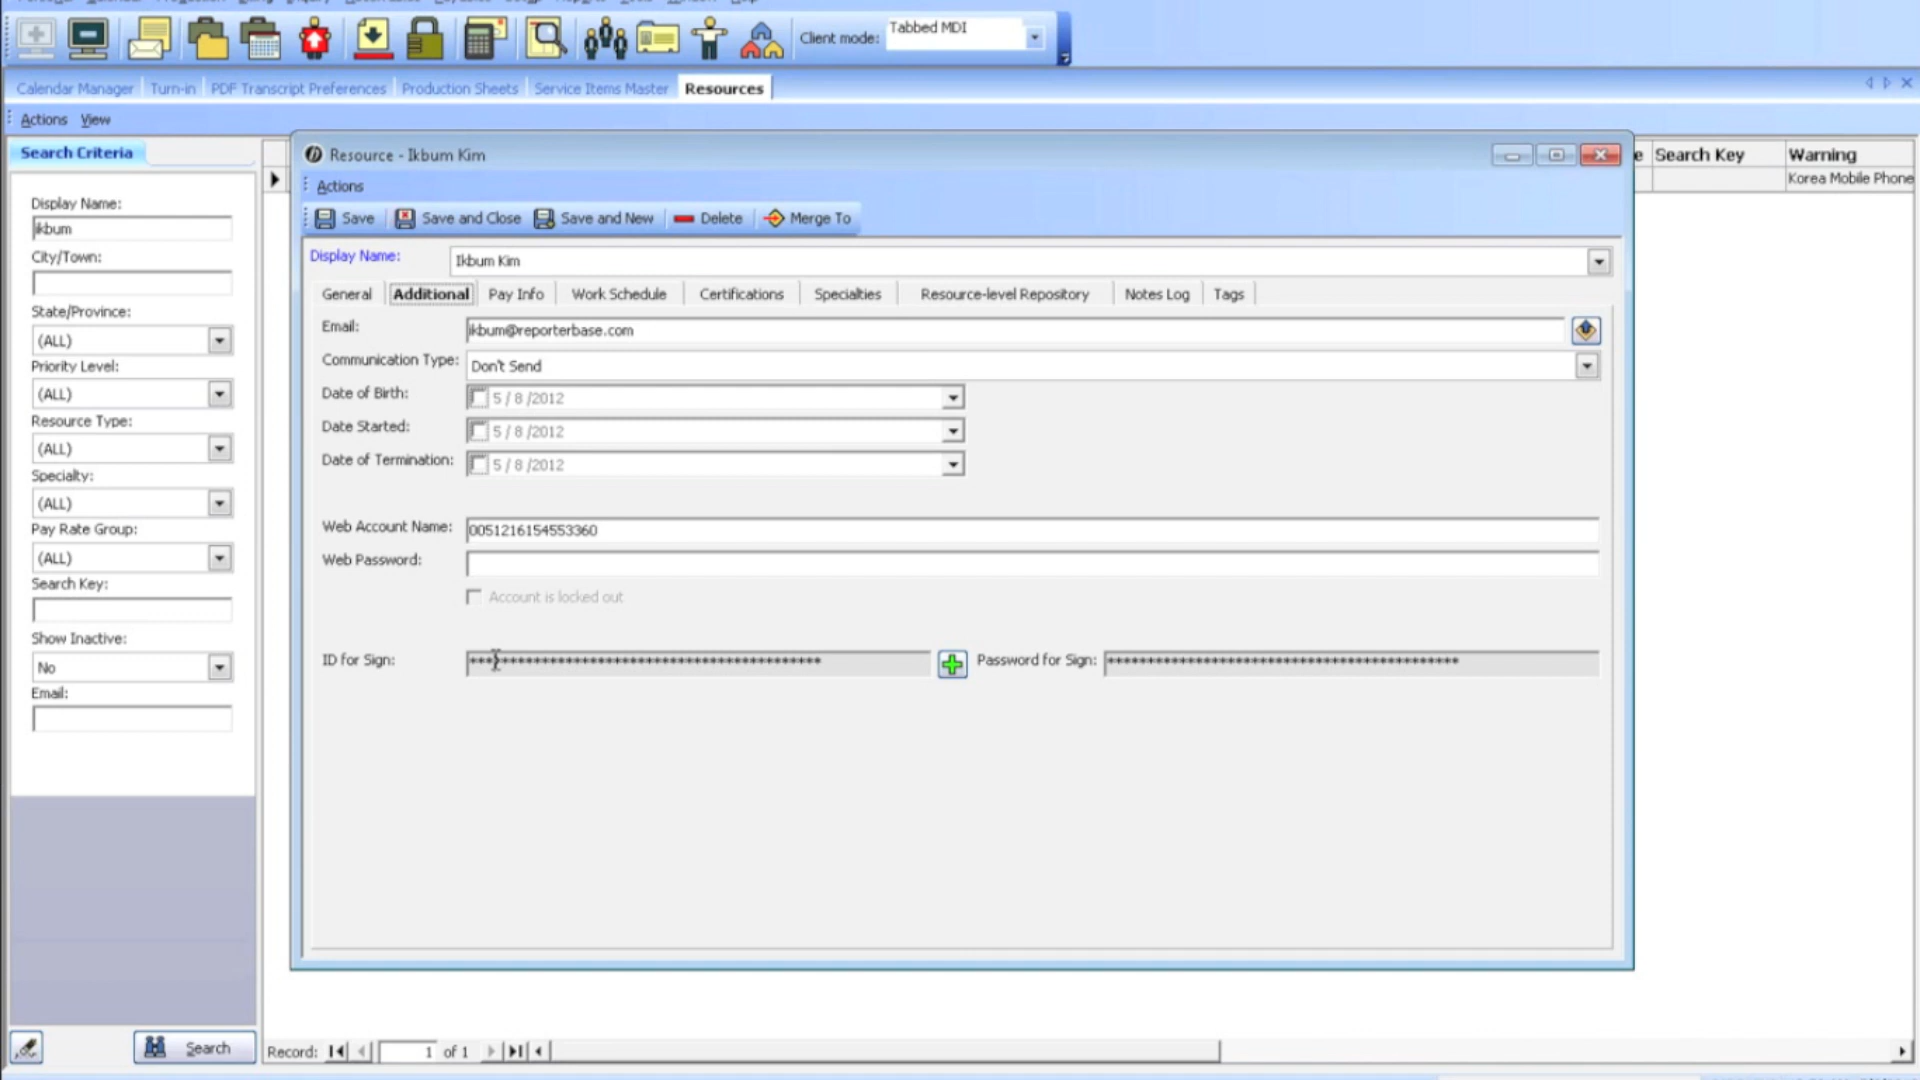 Client mode: Tabbed MDI
Calendar Manager Turn-in PDF Transcript Preferences Production Sheets Service Items Master Resources
Actions View
Search Criteria
Display Name:
ikbum
City/Town:
State/Province:
(ALL)
Priority Level:
(ALL)
Resource Type:
(ALL)
Specialty:
(ALL)
Pay Rate Group:
(ALL)
Search Key:
Show Inactive:
No
Email:
Search
Resource - Ikbum Kim
Actions
Save Save and Close Save and New Delete Merge To
Display Name: Ikbum Kim
General Additional Pay Info Work Schedule Certifications Specialties Resource-level Repository Notes Log Tags
Email: ikbum@reporterbase.com
Communication Type: Don't Send
Date of Birth: 5 / 8 /2012
Date Started: 5 / 8 /2012
Date of Termination: 5 / 8 /2012
Web Account Name: 0051216154553360
Web Password:
Account is locked out
ID for Sign: ******************************************** Password for Sign: ********************************************
e Search Key Warning
Korea Mobile Phone
Record: 1 of 1